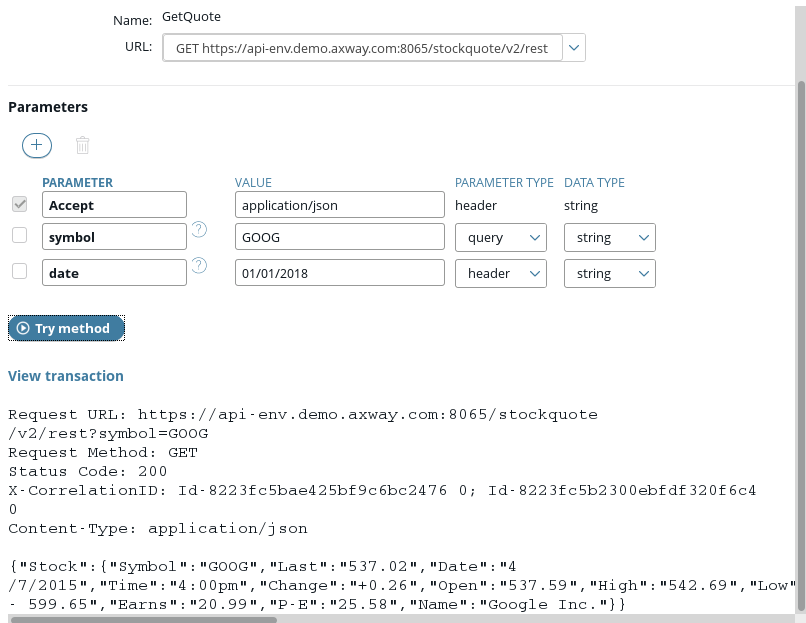 Name: GetQuote
URL: GET https://api-env.demo.axway.com:8065/stockquote/v2/rest
Parameters
PARAMETER VALUE PARAMETER TYPE DATA TYPE
Accept application/json header string
symbol ? GOOG query string
date ? 01/01/2018 header string
Try method
View transaction
Request URL: https://api-env.demo.axway.com:8065/stockquote
/v2/rest?symbol=GOOG
Request Method: GET
Status Code: 200
X-CorrelationID: Id-8223fc5bae425bf9c6bc2476 0; Id-8223fc5b2300ebfdf320f6c4
0
Content-Type: application/json
{"Stock":{"Symbol":"GOOG","Last":"537.02","Date":"4
/7/2015","Time":"4:00pm","Change":"+0.26","Open":"537.59","High":"542.69","Low"
- 599.65","Earns":"20.99","P-E":"25.58","Name":"Google Inc."}}